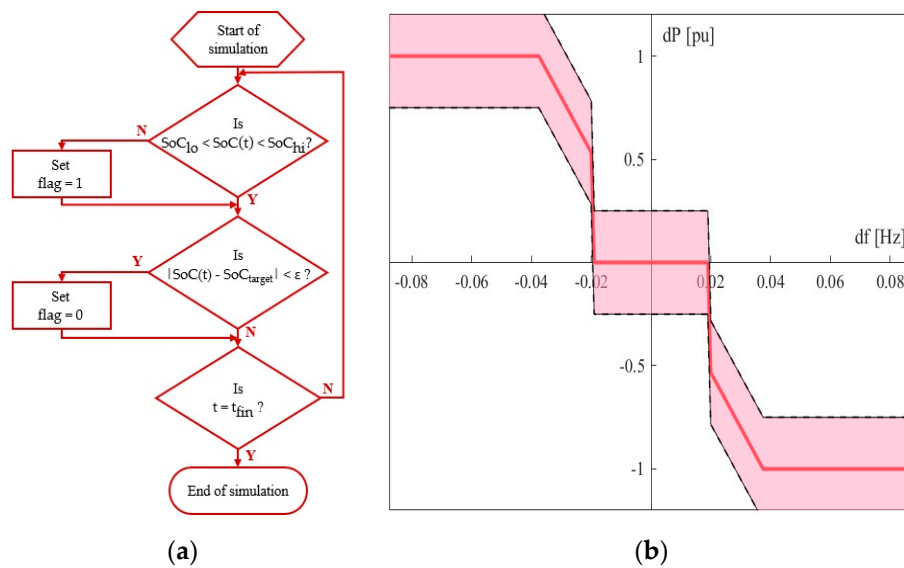 Start of
simulation
Is
SoClo < SoC(t) < SoChi?
N
Set
flag = 1
Y
Is
|SoC(t) - SoCtarget| < ε ?
Y
Set
flag = 0
N
Is
t = tfin ?
N
Y
End of simulation
(a)
dP [pu]
1
0.5
df [Hz]
-0.08
-0.06
-0.04
-0.02
0.02
0.04
0.06
0.08
-0.5
-1
(b)